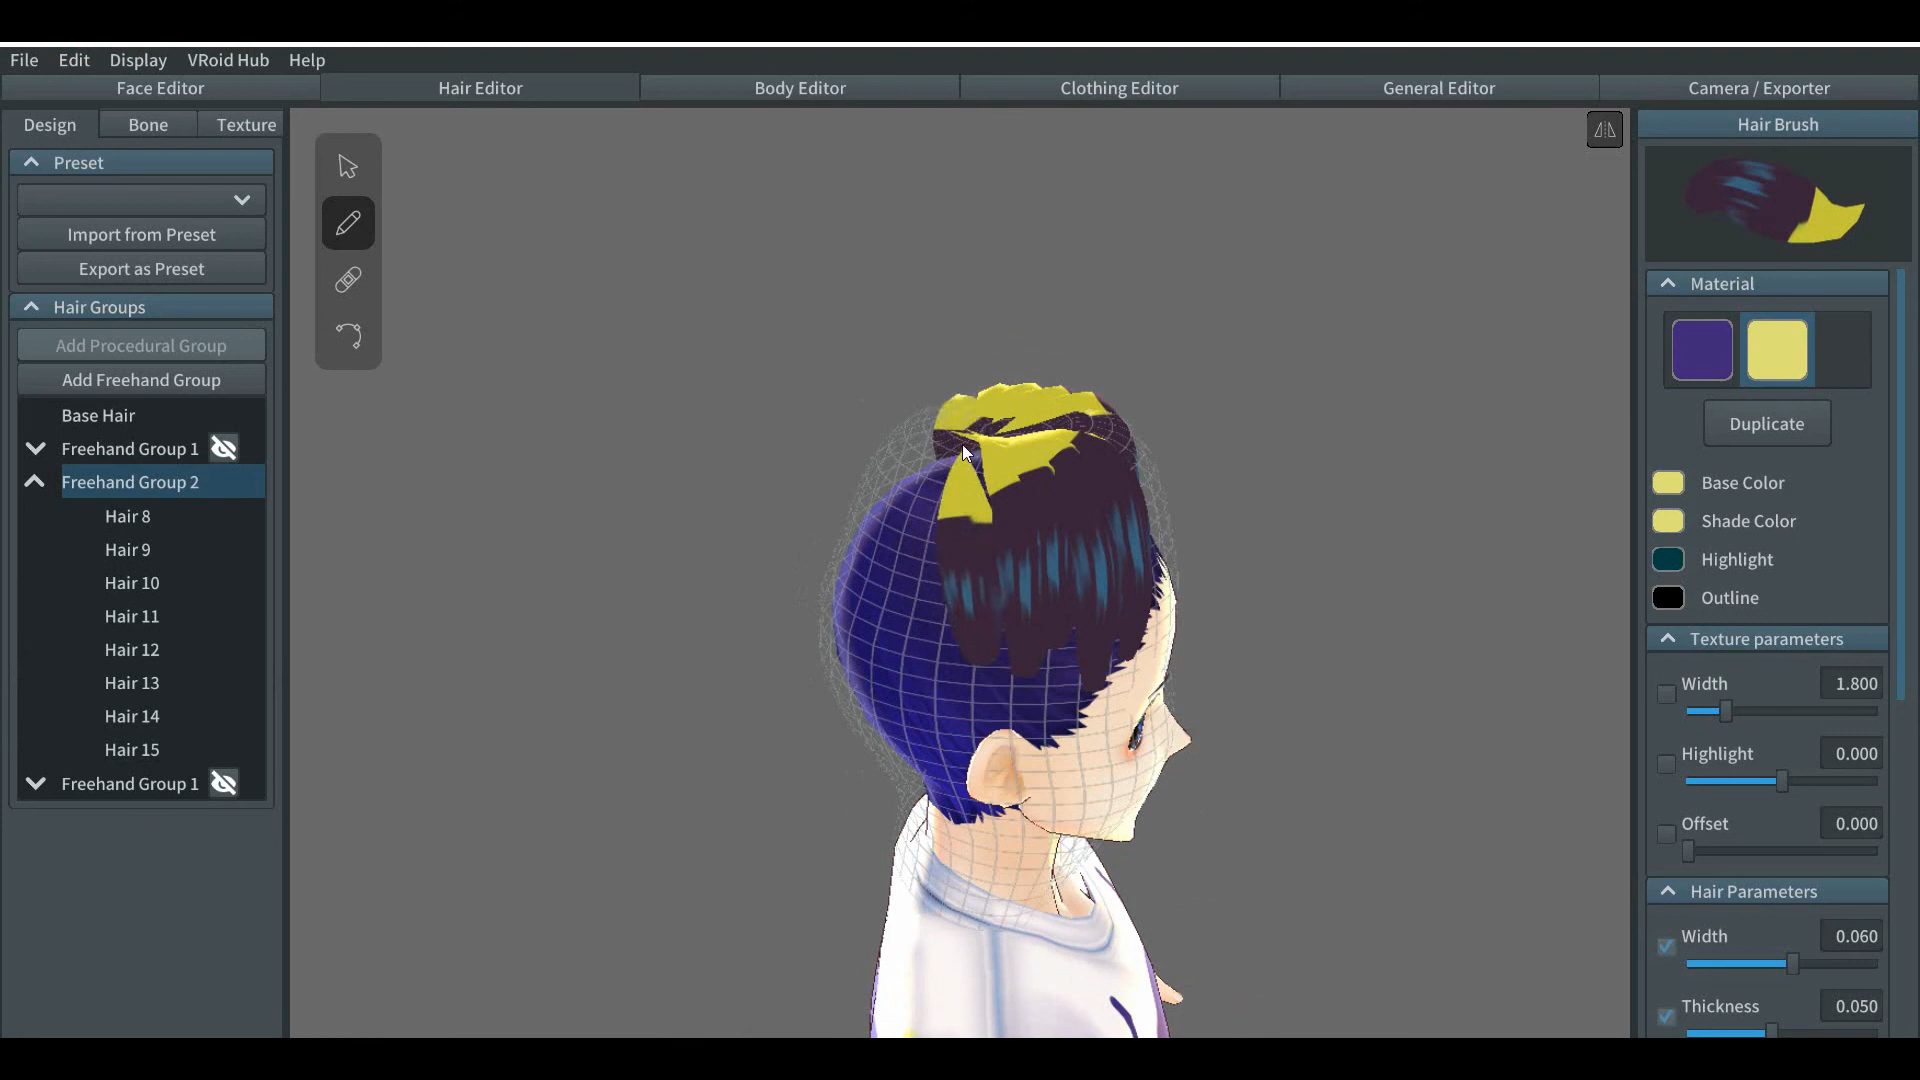 File Edit Display VRoid Hub Help
Face Editor Hair Editor Body Editor Clothing Editor General Editor Camera / Exporter
Design Bone Texture
Preset
Import from Preset
Export as Preset
Hair Groups
Add Procedural Group
Add Freehand Group
Base Hair
Freehand Group 1
Freehand Group 2
Hair 8
Hair 9
Hair 10
Hair 11
Hair 12
Hair 13
Hair 14
Hair 15
Freehand Group 1
Hair Brush
Material
Duplicate
Base Color
Shade Color
Highlight
Outline
Texture parameters
Width 1.800
Highlight 0.000
Offset 0.000
Hair Parameters
Width 0.060
Thickness 0.050